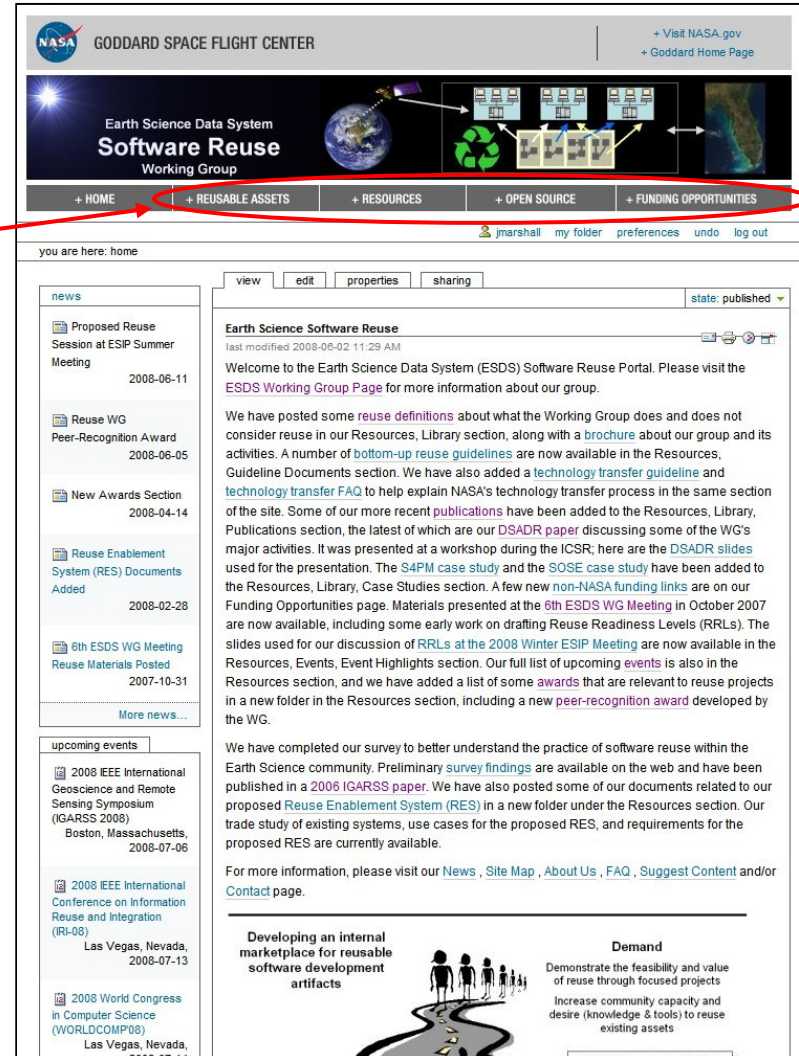 NASA
GODDARD SPACE FLIGHT CENTER
+ Visit NASA.gov
+ Goddard Home Page
Earth Science Data System
Software Reuse
Working Group
+ HOME
+ REUSABLE ASSETS
+ RESOURCES
+ OPEN SOURCE
+ FUNDING OPPORTUNITIES
jmarshall my folder preferences undo log out
you are here: home
news
Proposed Reuse
Session at ESIP Summer
Meeting
2008-06-11
Reuse WG
Peer-Recognition Award
2008-06-05
New Awards Section
2008-04-14
Reuse Enablement
System (RES) Documents
Added
2008-02-28
6th ESDS WG Meeting
Reuse Materials Posted
2007-10-31
More news...
upcoming events
2008 IEEE International
Geoscience and Remote
Sensing Symposium
(IGARSS 2008)
Boston, Massachusetts,
2008-07-06
2008 IEEE International
Conference on Information
Reuse and Integration
(IRI-08)
Las Vegas, Nevada,
2008-07-13
2008 World Congress
in Computer Science
(WORLDCOMP'08)
Las Vegas, Nevada,
view edit properties sharing
state: published
Earth Science Software Reuse
last modified 2008-06-02 11:29 AM
Welcome to the Earth Science Data System (ESDS) Software Reuse Portal. Please visit the
ESDS Working Group Page for more information about our group.
We have posted some reuse definitions about what the Working Group does and does not
consider reuse in our Resources, Library section, along with a brochure about our group and its
activities. A number of bottom-up reuse guidelines are now available in the Resources,
Guideline Documents section. We have also added a technology transfer guideline and
technology transfer FAQ to help explain NASA's technology transfer process in the same section
of the site. Some of our more recent publications have been added to the Resources, Library,
Publications section, the latest of which are our DSADR paper discussing some of the WG's
major activities. It was presented at a workshop during the ICSR; here are the DSADR slides
used for the presentation. The S4PM case study and the SOSE case study have been added to
the Resources, Library, Case Studies section. A few new non-NASA funding links are on our
Funding Opportunities page. Materials presented at the 6th ESDS WG Meeting in October 2007
are now available, including some early work on drafting Reuse Readiness Levels (RRLs). The
slides used for our discussion of RRLs at the 2008 Winter ESIP Meeting are now available in the
Resources, Events, Event Highlights section. Our full list of upcoming events is also in the
Resources section, and we have added a list of some awards that are relevant to reuse projects
in a new folder in the Resources section, including a new peer-recognition award developed by
the WG.
We have completed our survey to better understand the practice of software reuse within the
Earth Science community. Preliminary survey findings are available on the web and have been
published in a 2006 IGARSS paper. We have also posted some of our documents related to our
proposed Reuse Enablement System (RES) in a new folder under the Resources section. Our
trade study of existing systems, use cases for the proposed RES, and requirements for the
proposed RES are currently available.
For more information, please visit our News , Site Map , About Us , FAQ , Suggest Content and/or
Contact page.
Developing an internal
marketplace for reusable
software development
artifacts
Demand
Demonstrate the feasibility and value
of reuse through focused projects
Increase community capacity and
desire (knowledge & tools) to reuse
existing assets